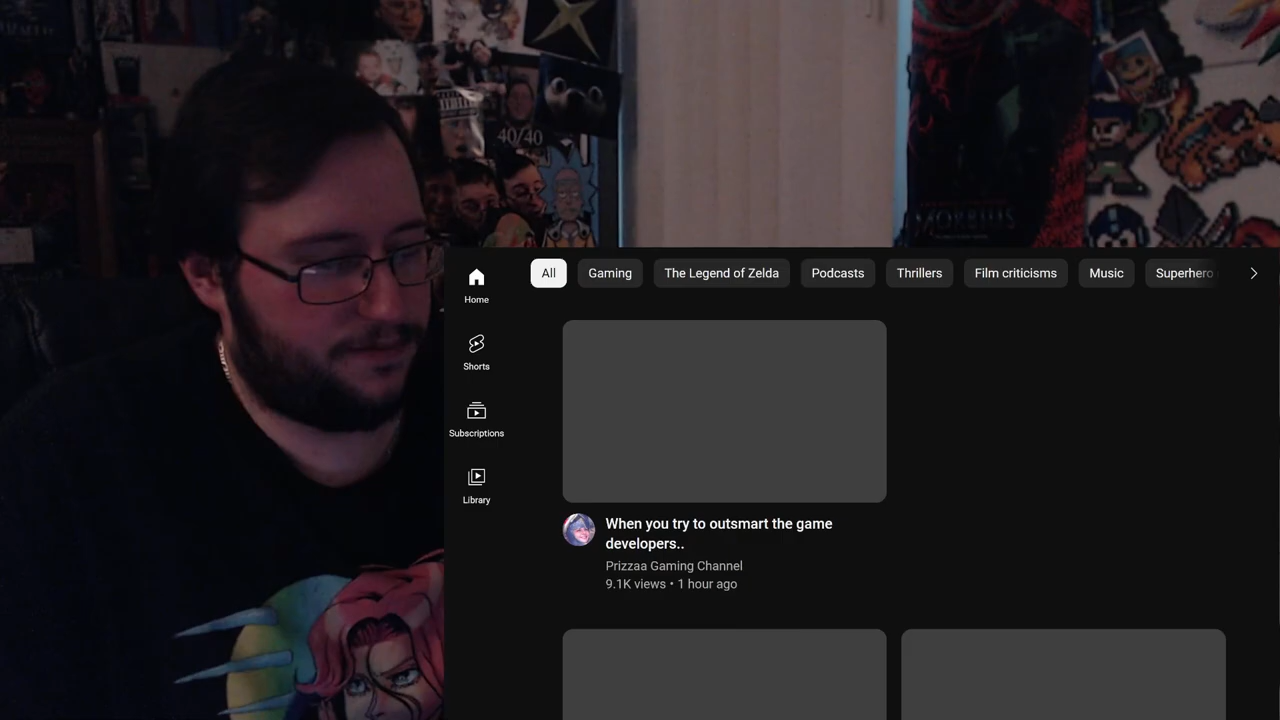 40/40
MORBIUS
All
Gaming
The Legend of Zelda
Podcasts
Thrillers
Film criticisms
Music
Superhero
Home
Shorts
Subscriptions
Library
When you try to outsmart the game
developers..
Prizzaa Gaming Channel
9.1K views • 1 hour ago